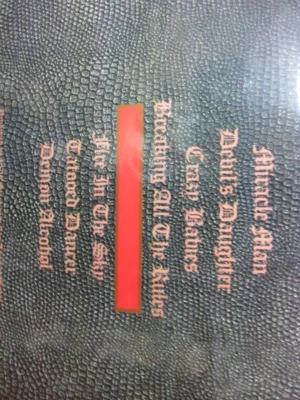 Miracle Man
Devil's Daughter
Crazy Babies
Breaking All The Rules
Fire In The Sky
Tattooed Dancer
Demon Alcohol